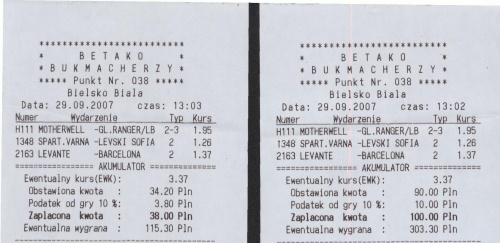 *********************
* BETAKO *
* B U K M A C H E R Z Y *
***** Punkt Nr. 038 *****
Bielsko Biala
Data: 29.09.2007 czas: 13:03
Numer Wydarzenie Typ Kurs
H111 MOTHERWELL -GL.RANGER/LB 2-3 1.95
1348 SPART.VARNA -LEVSKI SOFIA 2 1.26
2163 LEVANTE -BARCELONA 2 1.37
================ AKUMULATOR ================
Ewentualny kurs(EWK): 3.37
Obstawiona kwota : 34.20 Pln
Podatek od gry 10 %: 3.80 Pln
Zaplacona kwota : 38.00 Pln
Ewentualna wygrana : 115.30 Pln
*********************
* BETAKO *
* B U K M A C H E R Z Y *
***** Punkt Nr. 038 *****
Bielsko Biala
Data: 29.09.2007 czas: 13:02
Numer Wydarzenie Typ Kurs
H111 MOTHERWELL -GL.RANGER/LB 2-3 1.95
1348 SPART.VARNA -LEVSKI SOFIA 2 1.26
2163 LEVANTE -BARCELONA 2 1.37
================ AKUMULATOR ================
Ewentualny kurs(EWK): 3.37
Obstawiona kwota : 90.00 Pln
Podatek od gry 10 %: 10.00 Pln
Zaplacona kwota : 100.00 Pln
Ewentualna wygrana : 303.30 Pln